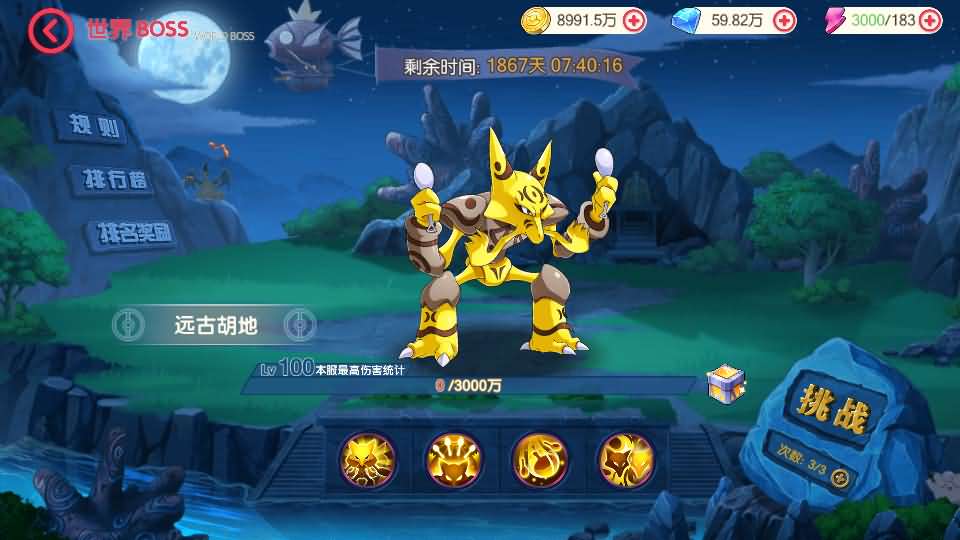 世界BOSS WORLD BOSS
8991.5万
59.82万
3000/183
剩余时间: 1867天 07:40:16
规则
排行榜
排名奖励
远古胡地
Lv 100 本服最高伤害统计
0 /3000万
挑战
次数: 3/3